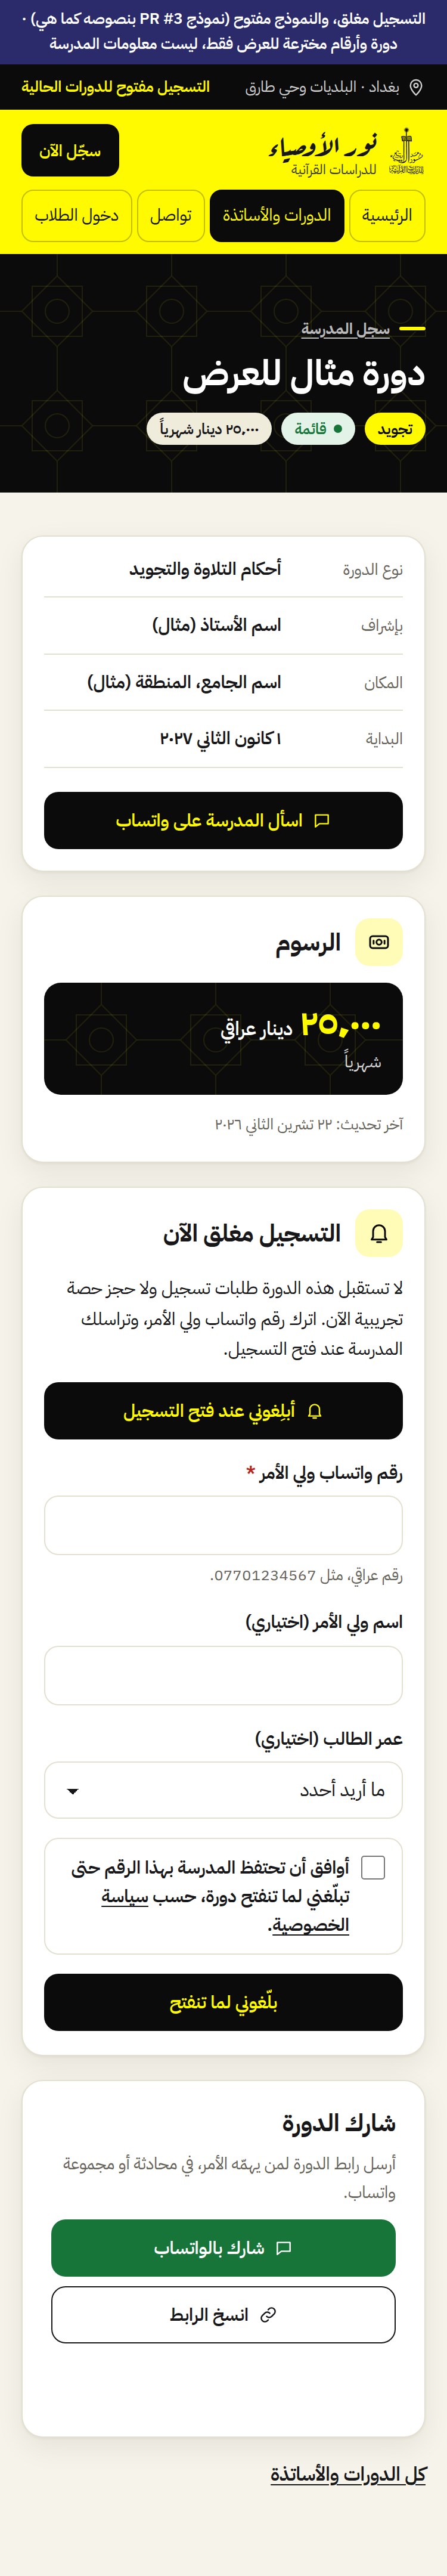 التسجيل مغلق، والنموذج مفتوح (نموذج PR #3 بنصوصه كما هي) ·
دورة وأرقام مخترعة للعرض فقط، ليست معلومات المدرسة
بغداد · البلديات وحي طارق
التسجيل مفتوح للدورات الحالية
نور الأوصياء
للدراسات القرآنية
سجّل الآن
الرئيسية
الدورات والأساتذة
تواصل
دخول الطلاب
سجل المدرسة
دورة مثال للعرض
تجويد
قائمة
٢٥,٠٠٠ دينار شهرياً
نوع الدورة
أحكام التلاوة والتجويد
بإشراف
اسم الأستاذ (مثال)
المكان
اسم الجامع، المنطقة (مثال)
البداية
١ كانون الثاني ٢٠٢٧
اسأل المدرسة على واتساب
الرسوم
٢٥,٠٠٠ دينار عراقي
شهرياً
آخر تحديث: ٢٢ تشرين الثاني ٢٠٢٦
التسجيل مغلق الآن
لا تستقبل هذه الدورة طلبات تسجيل ولا حجز حصة
تجريبية الآن. اترك رقم واتساب ولي الأمر، وتراسلك
المدرسة عند فتح التسجيل.
أبلِغوني عند فتح التسجيل
رقم واتساب ولي الأمر *
رقم عراقي، مثل 07701234567.
اسم ولي الأمر (اختياري)
عمر الطالب (اختياري)
ما أريد أحدد
أوافق أن تحتفظ المدرسة بهذا الرقم حتى
تبلّغني لما تنفتح دورة، حسب سياسة
الخصوصية.
بلّغوني لما تنفتح
شارك الدورة
أرسل رابط الدورة لمن يهمّه الأمر، في محادثة أو مجموعة
واتساب.
شارك بالواتساب
انسخ الرابط
كل الدورات والأساتذة